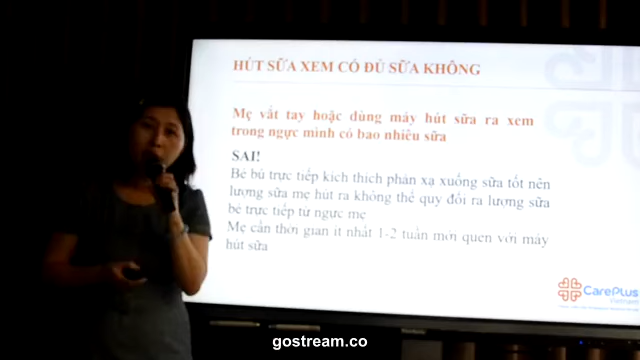 HÚT SỮA XEM CÓ ĐỦ SỮA KHÔNG
Mẹ vắt tay hoặc dùng máy hút sữa ra xem
trong ngực mình có bao nhiêu sữa
SAI!
Bé bú trực tiếp kích thích phản xạ xuống sữa tốt nên
lượng sữa mẹ hút ra không thể quy đổi ra lượng sữa
bé trực tiếp từ ngực mẹ
Mẹ cần thời gian ít nhất 1-2 tuần mới quen với máy
hút sữa
CarePlus
Vietnam
gostream.co